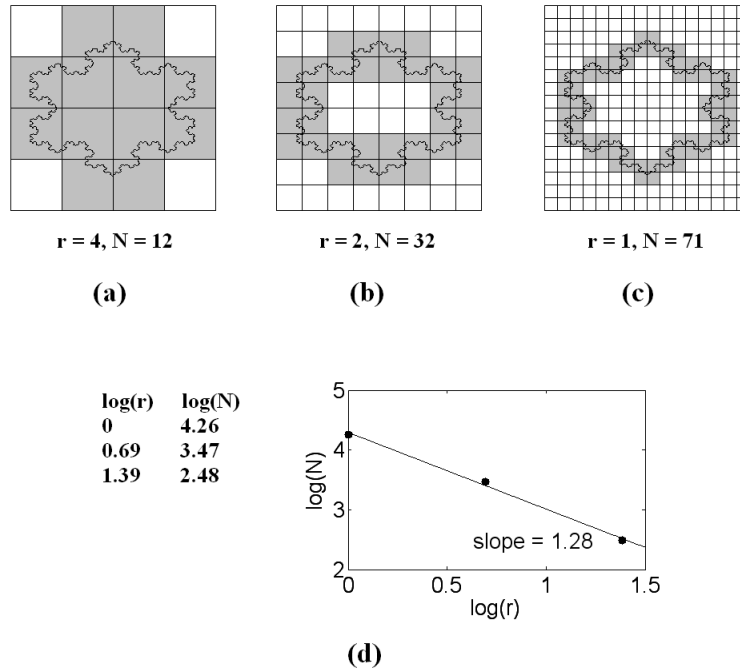 r = 4, N = 12
r = 2, N = 32
r = 1, N = 71
(a)
(b)
(c)
log(r) log(N)
0 4.26
0.69 3.47
1.39 2.48
5
4
3
2
log(N)
slope = 1.28
0 0.5 1 1.5
log(r)
(d)